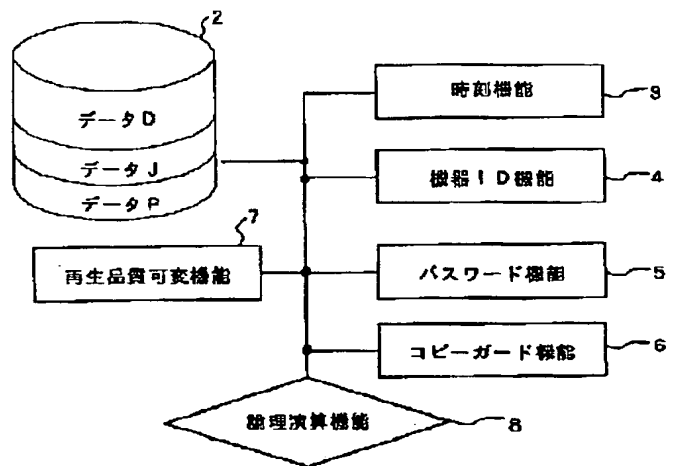 2
データD
データJ
データP
時刻機能
3
機器ID機能
4
7
再生品質可変機能
パスワード機能
5
コピーガード機能
6
論理演算機能
8